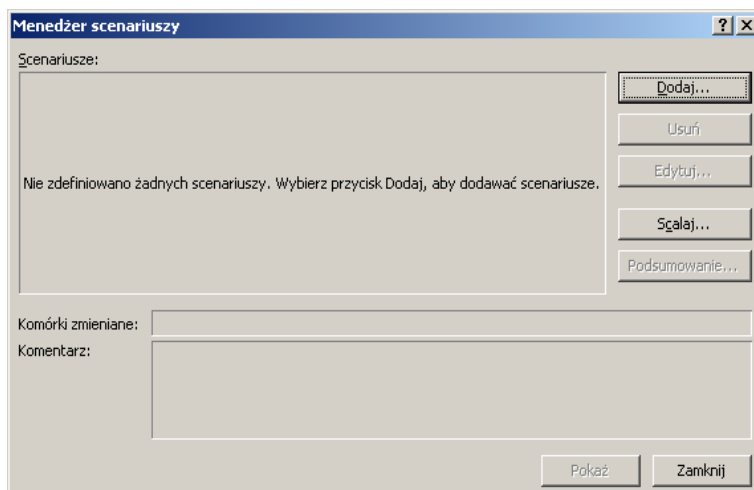 Menedżer scenariuszy
Scenariusze:
Dodaj...
Usuń
Nie zdefiniowano żadnych scenariuszy. Wybierz przycisk Dodaj, aby dodawać scenariusze.
Edytuj...
Scalaj...
Podsumowanie...
Komórki zmieniane:
Komentarz:
Pokaż
Zamknij